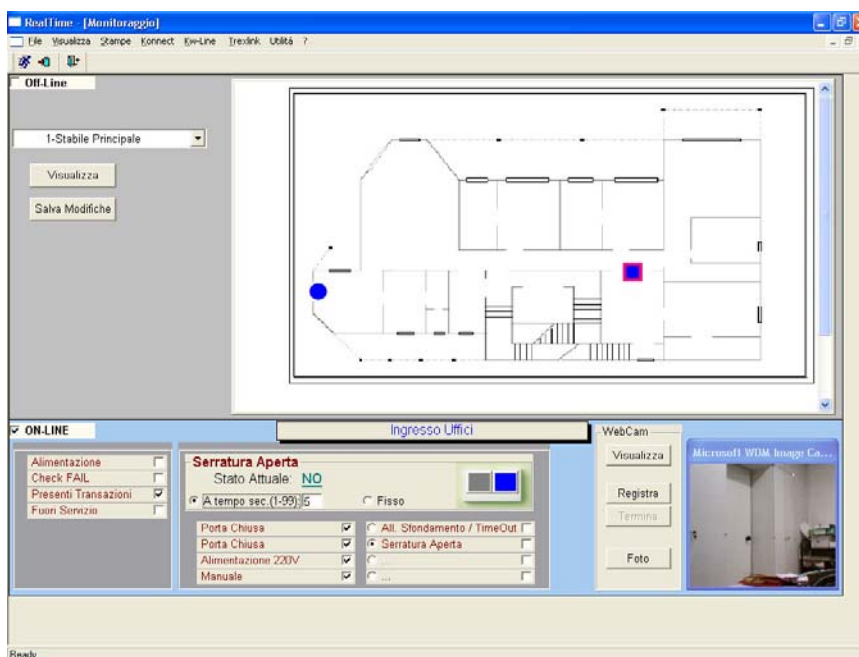 RealTime - [Monitoraggio]
File Visualizza Stampe Konnect Kw-Line Trexlink Utilità ?
Off-Line
1-Stabile Principale
Visualizza
Salva Modifiche
ON-LINE
Ingresso Uffici
Alimentazione
Check FAIL
Presenti Transazioni
Fuori Servizio
Serratura Aperta
Stato Attuale: NO
A tempo sec.(1-99): 5
Fisso
Porta Chiusa
All. Sfondamento / TimeOut
Porta Chiusa
Serratura Aperta
Alimentazione 220V
...
Manuale
...
WebCam
Visualizza
Registra
Termina
Foto
Microsoft WDM Image Ca...
Ready